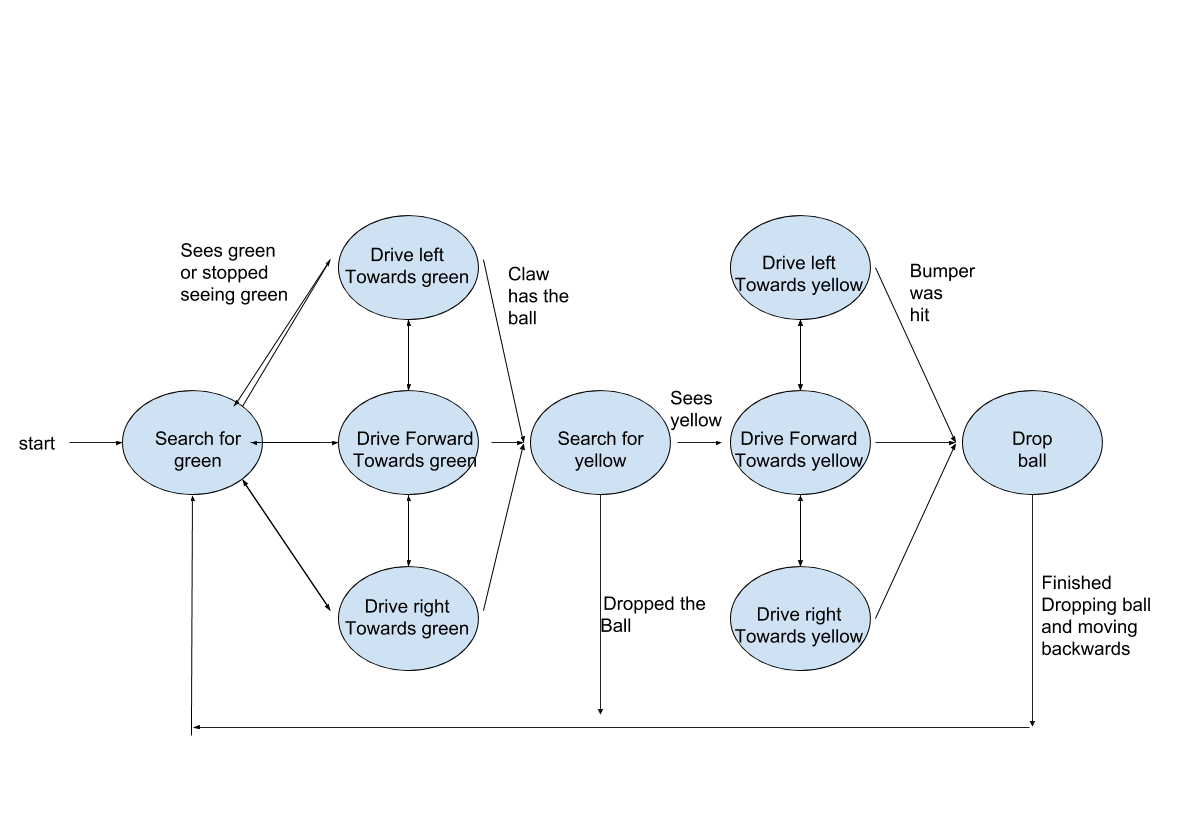 Sees green
or stopped
seeing green
Drive left
Towards green
Claw
has the
ball
Drive left
Towards yellow
Bumper
was
hit
start
Search for
green
Drive Forward
Towards green
Search for
yellow
Sees
yellow
Drive Forward
Towards yellow
Drop
ball
Drive right
Towards green
Dropped the
Ball
Drive right
Towards yellow
Finished
Dropping ball
and moving
backwards